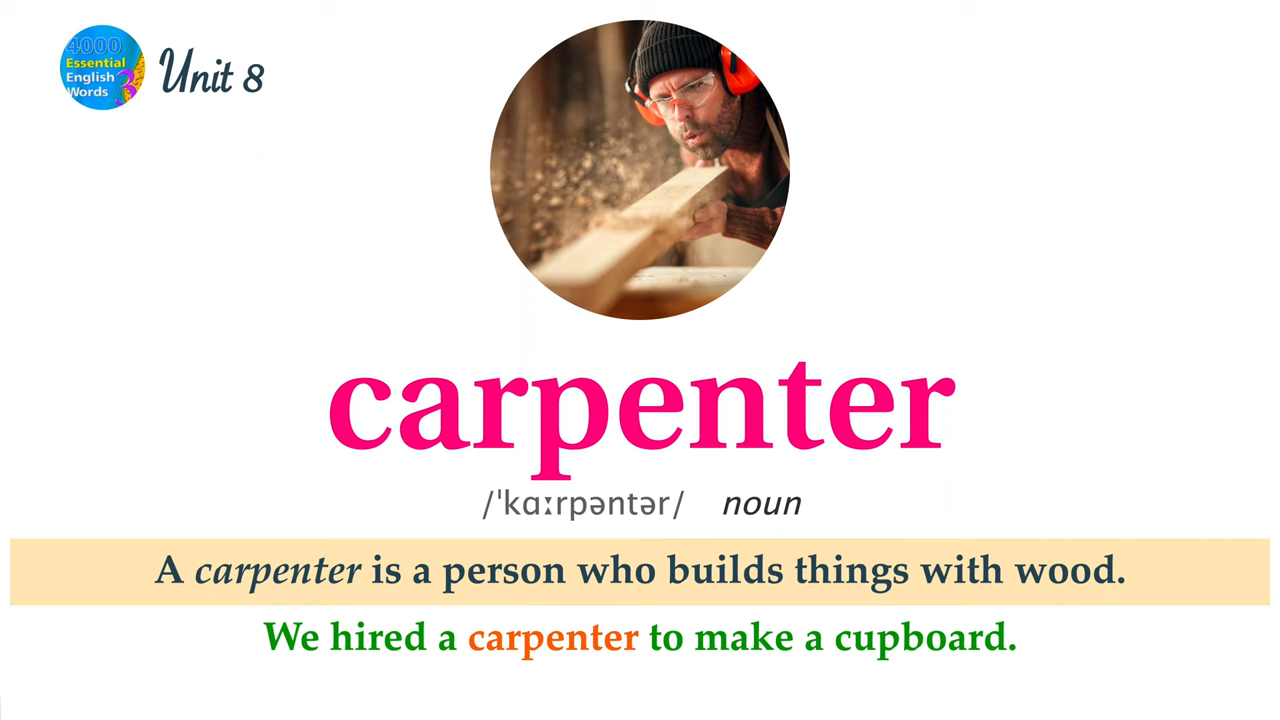 4000
Essential
English
Words 3
Unit 8
carpenter
/ˈkɑːrpəntər/ noun
A carpenter is a person who builds things with wood.
We hired a carpenter to make a cupboard.